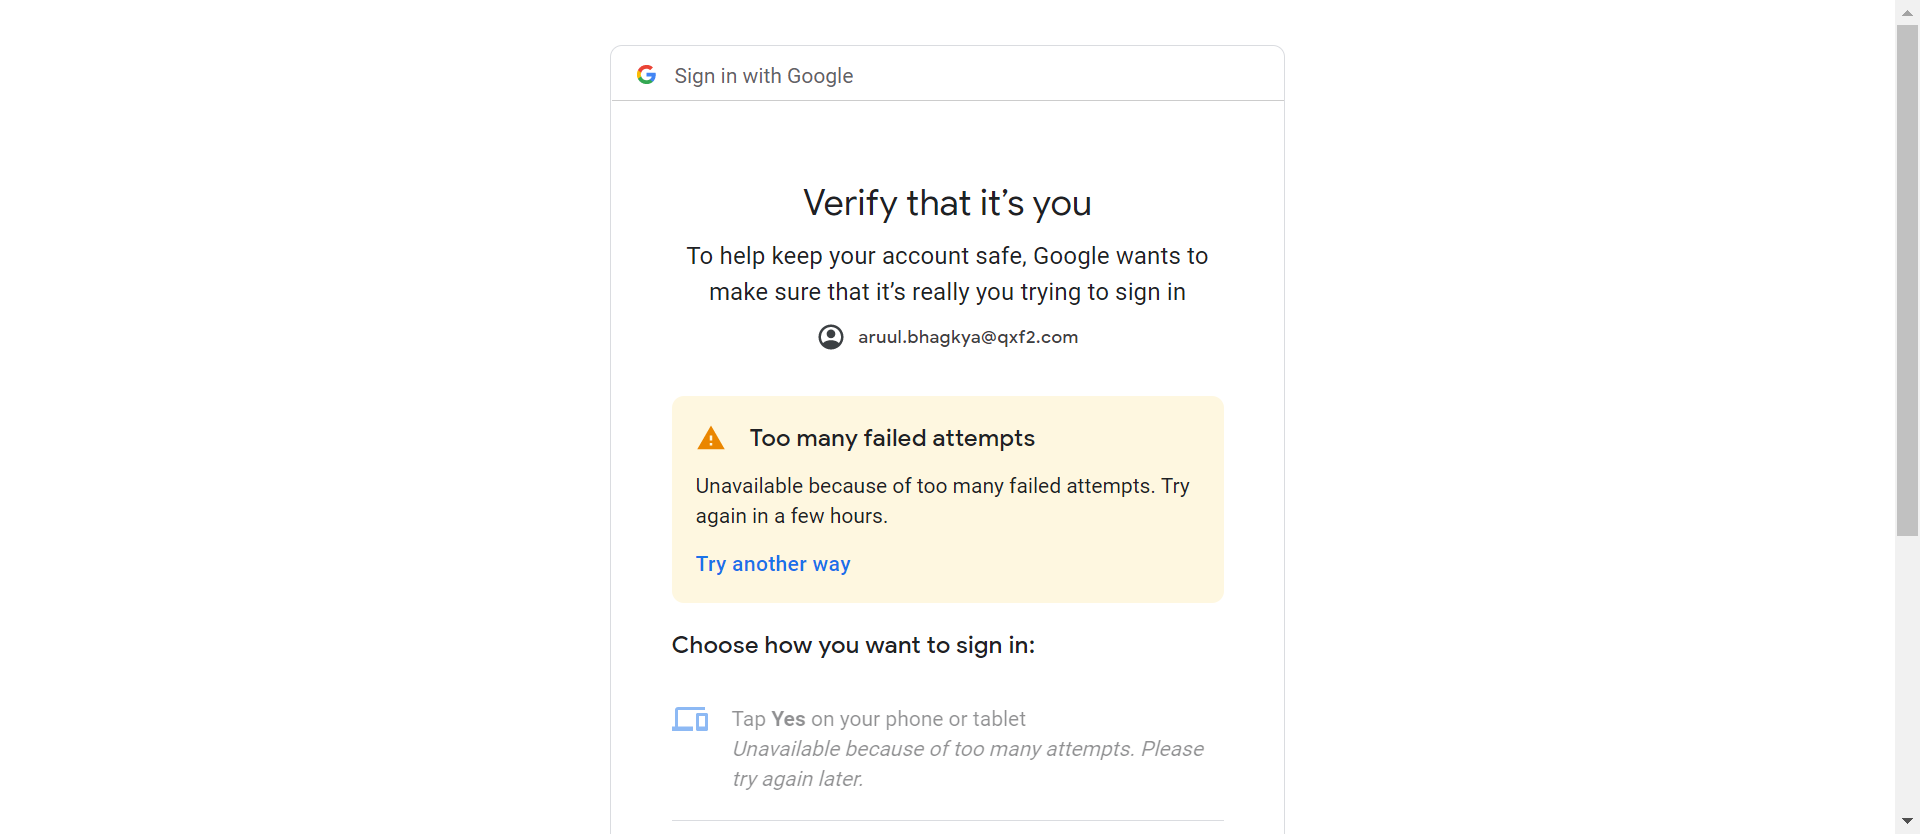 Sign in with Google
Verify that it’s you
To help keep your account safe, Google wants to
make sure that it’s really you trying to sign in
aruul.bhagkya@qxf2.com
Too many failed attempts
Unavailable because of too many failed attempts. Try
again in a few hours.
Try another way
Choose how you want to sign in:
Tap Yes on your phone or tablet
Unavailable because of too many attempts. Please
try again later.